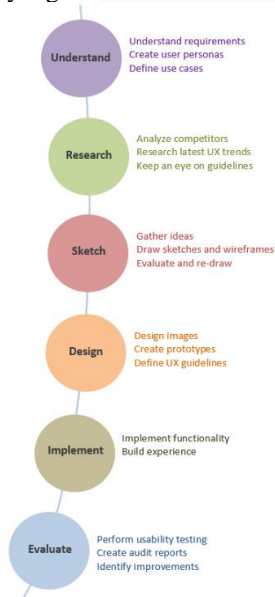 Understand
Understand requirements
Create user personas
Define use cases
Research
Analyze competitors
Research latest UX trends
Keep an eye on guidelines
Sketch
Gather ideas
Draw sketches and wireframes
Evaluate and re-draw
Design
Design images
Create prototypes
Define UX guidelines
Implement
Implement functionality
Build experience
Evaluate
Perform usability testing
Create audit reports
Identify improvements